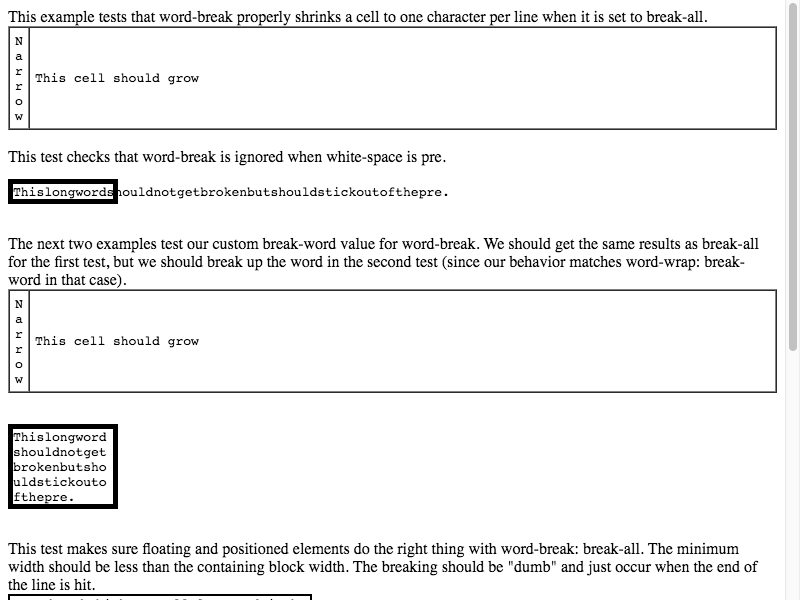 This example tests that word-break properly shrinks a cell to one character per line when it is set to break-all.
N
a
r
r
o
w
This cell should grow
This test checks that word-break is ignored when white-space is pre.
Thislongwordshouldnotgetbrokenbutshouldstickoutofthepre.
The next two examples test our custom break-word value for word-break. We should get the same results as break-all
for the first test, but we should break up the word in the second test (since our behavior matches word-wrap: break-
word in that case).
N
a
r
r
o
w
This cell should grow
Thislongword
shouldnotget
brokenbutsho
uldstickouto
fthepre.
This test makes sure floating and positioned elements do the right thing with word-break: break-all. The minimum
width should be less than the containing block width. The breaking should be "dumb" and just occur when the end of
the line is hit.